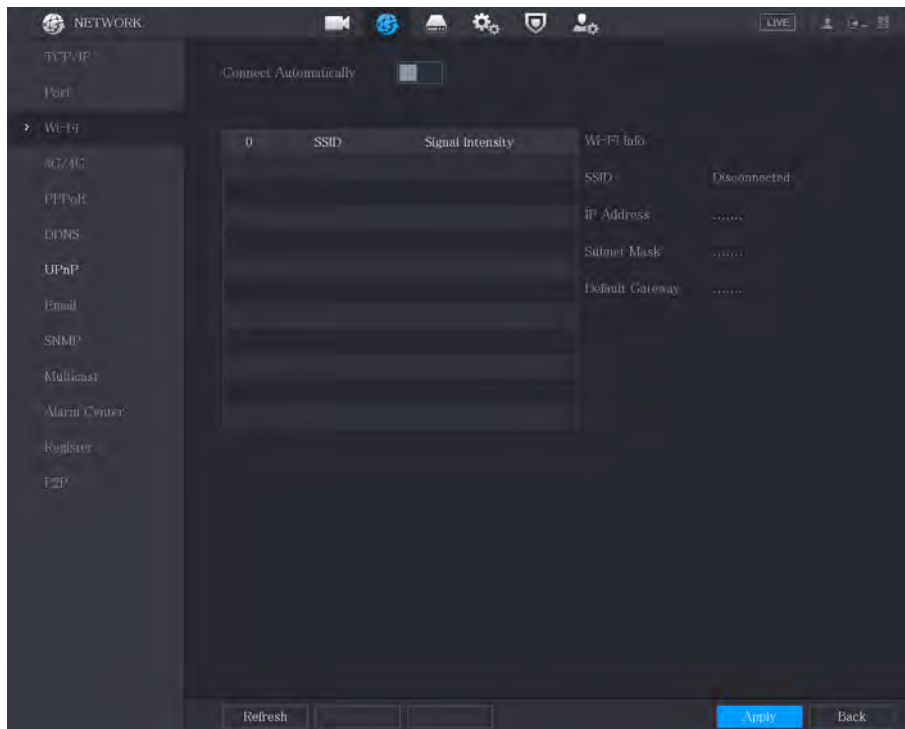 NETWORK
LIVE
TCP/IP
Port
Wi-Fi
3G/4G
PPPoE
DDNS
UPnP
Email
SNMP
Multicast
Alarm Center
Register
P2P
Connect Automatically
0 SSID Signal Intensity
Wi-Fi Info
SSID Disconnected
IP Address .......
Subnet Mask .......
Default Gateway .......
Refresh
Apply Back